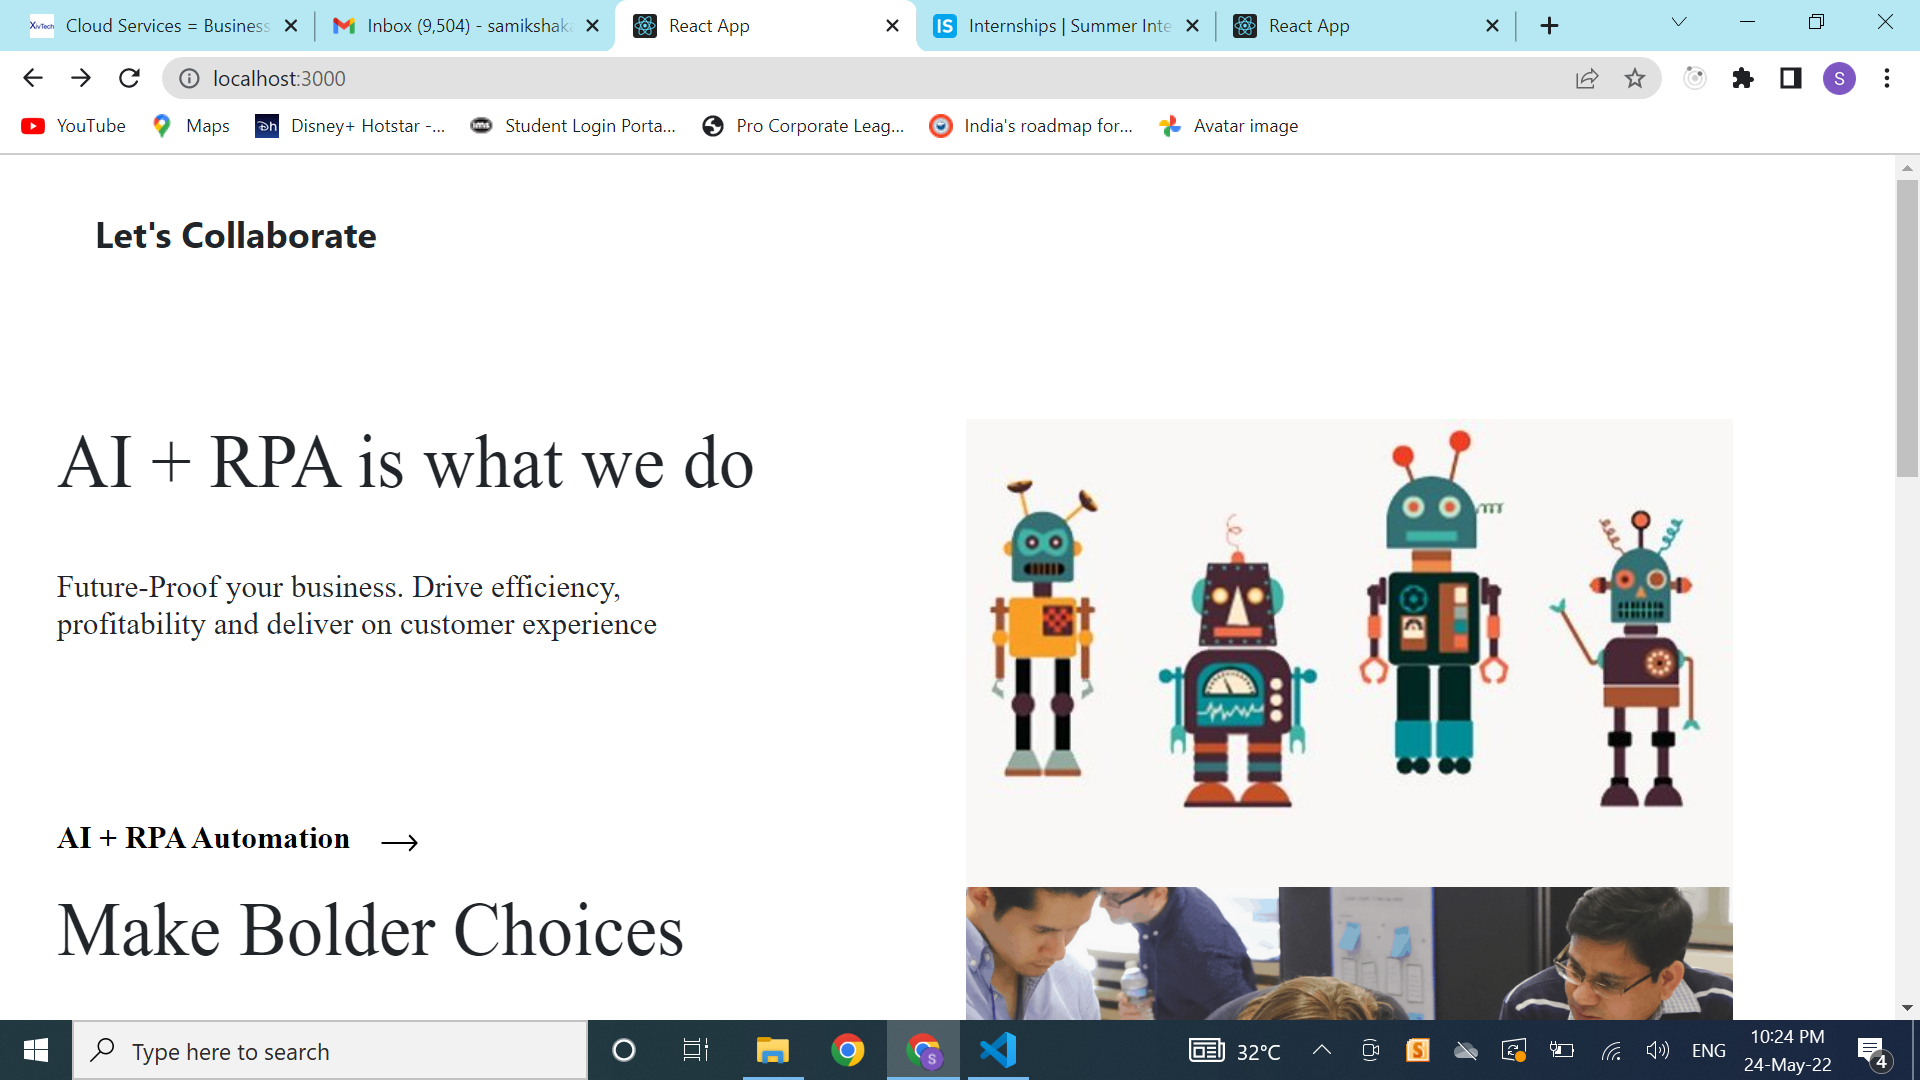 XivTech Cloud Services = Business
Inbox (9,504) - samikshaka
React App
IS Internships | Summer Inte
React App
localhost:3000
S
YouTube
Maps
Disney+ Hotstar -...
Student Login Porta...
Pro Corporate Leag...
India's roadmap for...
Avatar image
Let's Collaborate
AI + RPA is what we do
Future-Proof your business. Drive efficiency,
profitability and deliver on customer experience
AI + RPA Automation
Make Bolder Choices
Type here to search
S
32°C
S
ENG
10:24 PM
24-May-22
4